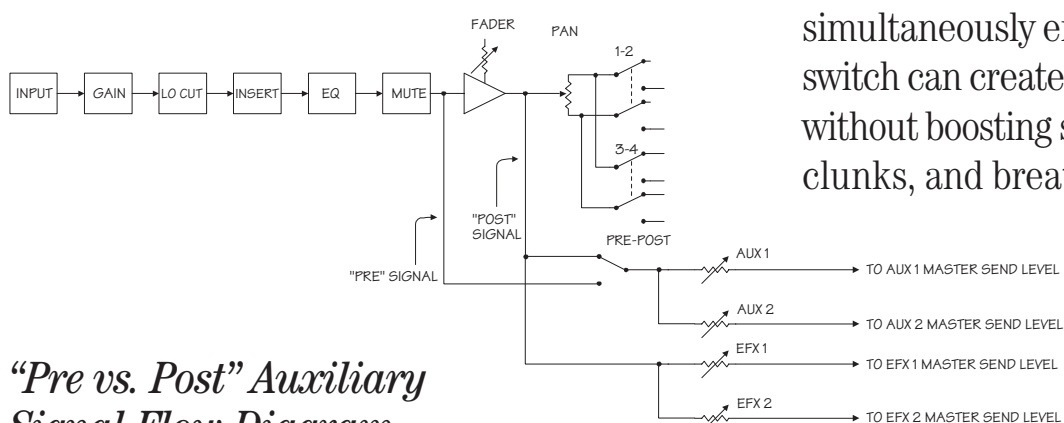 FADER
PAN
1-2
INPUT
GAIN
LO CUT
INSERT
EQ
MUTE
3-4
"POST"
SIGNAL
PRE-POST
"PRE" SIGNAL
AUX 1
TO AUX 1 MASTER SEND LEVEL
AUX 2
TO AUX 2 MASTER SEND LEVEL
EFX 1
TO EFX 1 MASTER SEND LEVEL
EFX 2
TO EFX 2 MASTER SEND LEVEL
simultaneously
switch can create
without boosting
clunks, and
“Pre vs. Post” Auxiliary
Signal Flow Diagram